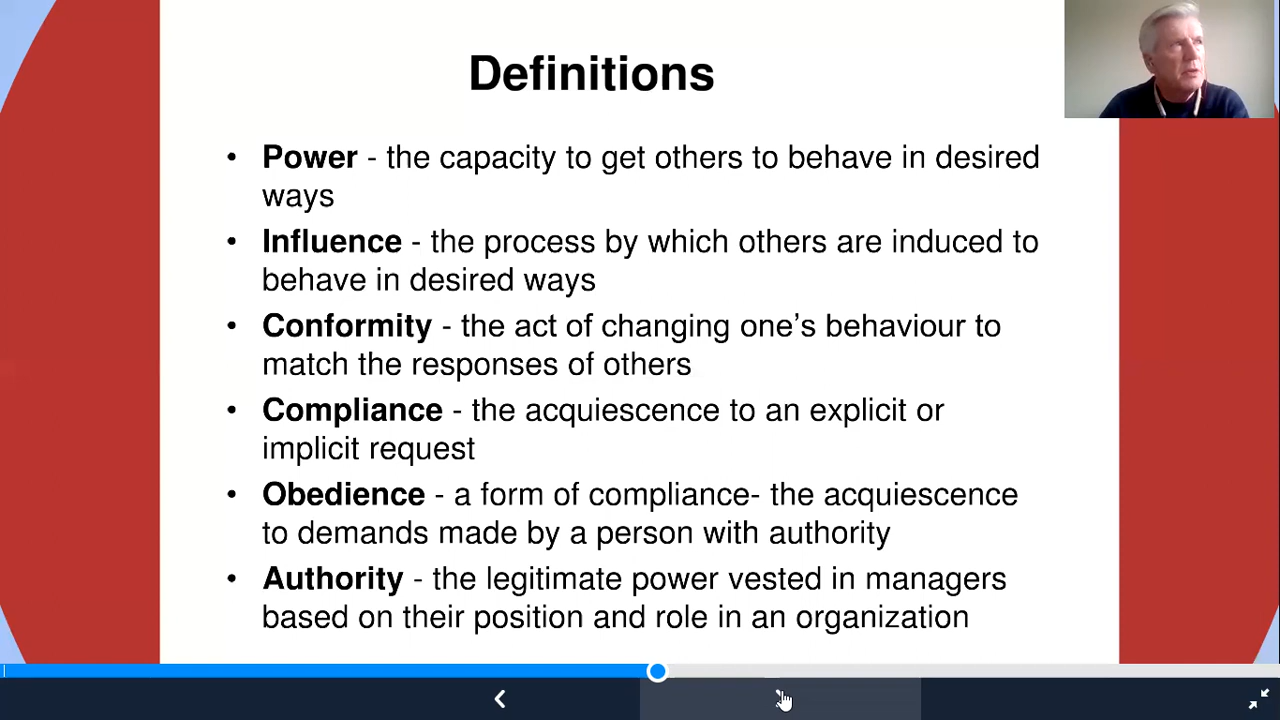 Definitions
• Power - the capacity to get others to behave in desired
ways
• Influence - the process by which others are induced to
behave in desired ways
• Conformity - the act of changing one’s behaviour to
match the responses of others
• Compliance - the acquiescence to an explicit or
implicit request
• Obedience - a form of compliance- the acquiescence
to demands made by a person with authority
• Authority - the legitimate power vested in managers
based on their position and role in an organization